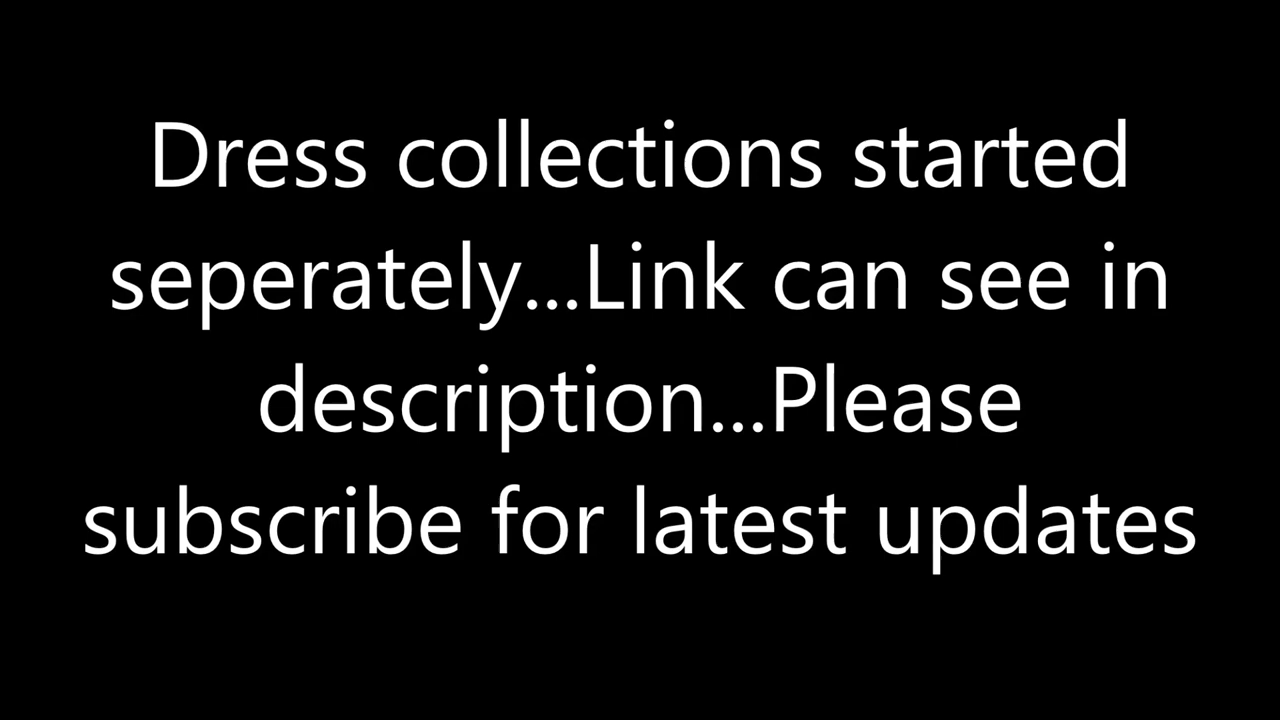 Dress collections started
seperately...Link can see in
description...Please
subscribe for latest updates